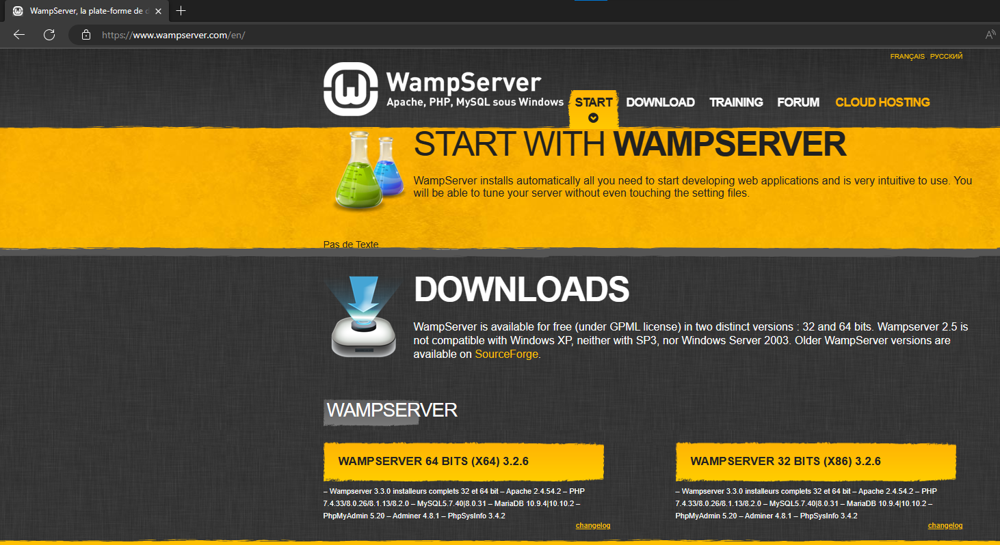 WampServer, la plate-forme de d
https://www.wampserver.com/en/
FRANÇAIS РУССКИЙ
WampServer
Apache, PHP, MySQL sous Windows
START DOWNLOAD TRAINING FORUM CLOUD HOSTING
START WITH WAMPSERVER
WampServer installs automatically all you need to start developing web applications and is very intuitive to use. You
will be able to tune your server without even touching the setting files.
Pas de Texte
DOWNLOADS
WampServer is available for free (under GPML license) in two distinct versions : 32 and 64 bits. Wampserver 2.5 is
not compatible with Windows XP, neither with SP3, nor Windows Server 2003. Older WampServer versions are
available on SourceForge.
WAMPSERVER
WAMPSERVER 64 BITS (X64) 3.2.6
– Wampserver 3.3.0 installeurs complets 32 et 64 bit – Apache 2.4.54.2 – PHP
7.4.33/8.0.26/8.1.13/8.2.0 – MySQL5.7.40|8.0.31 – MariaDB 10.9.4|10.10.2 –
PhpMyAdmin 5.20 – Adminer 4.8.1 – PhpSysInfo 3.4.2
changelog
WAMPSERVER 32 BITS (X86) 3.2.6
– Wampserver 3.3.0 installeurs complets 32 et 64 bit – Apache 2.4.54.2 – PHP
7.4.33/8.0.26/8.1.13/8.2.0 – MySQL5.7.40|8.0.31 – MariaDB 10.9.4|10.10.2 –
PhpMyAdmin 5.20 – Adminer 4.8.1 – PhpSysInfo 3.4.2
changelog